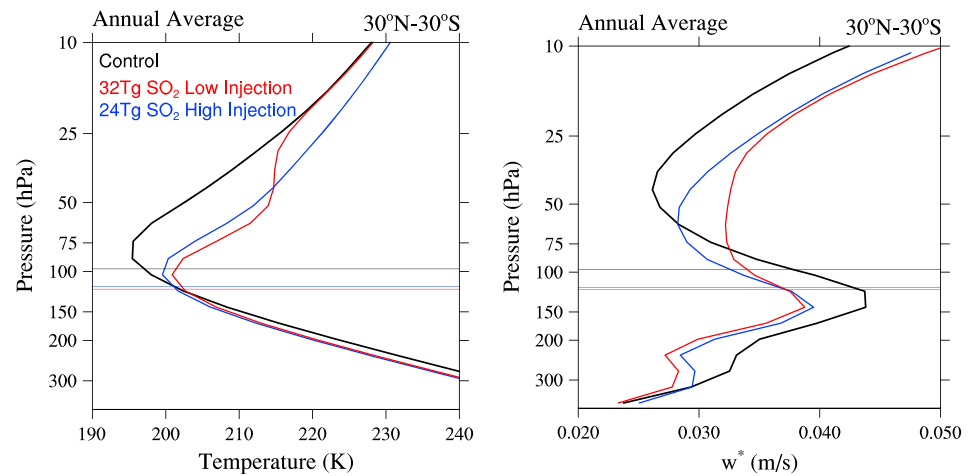 Annual Average 30°N-30°S
10
25
50
75
100
150
200
300
Pressure (hPa)
Control
32Tg SO₂ Low Injection
24Tg SO₂ High Injection
190 200 210 220 230 240
Temperature (K)
Annual Average 30°N-30°S
10
25
50
75
100
150
200
300
Pressure (hPa)
0.020 0.030 0.040 0.050
w* (m/s)